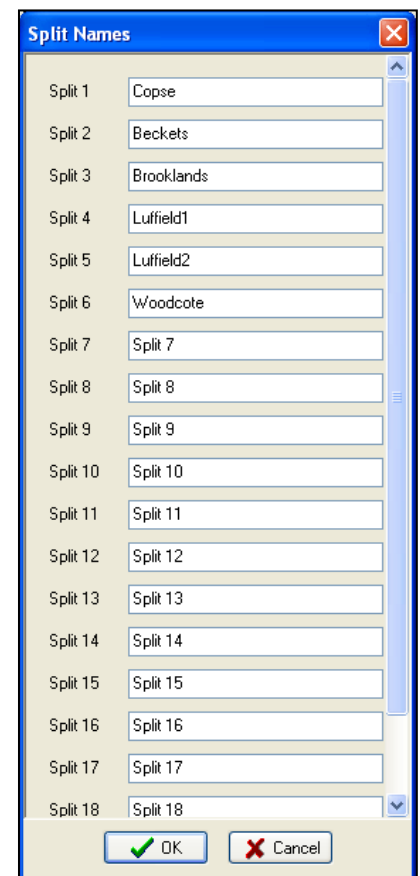 Split Names
Split 1 Copse
Split 2 Beckets
Split 3 Brooklands
Split 4 Luffield1
Split 5 Luffield2
Split 6 Woodcote
Split 7 Split 7
Split 8 Split 8
Split 9 Split 9
Split 10 Split 10
Split 11 Split 11
Split 12 Split 12
Split 13 Split 13
Split 14 Split 14
Split 15 Split 15
Split 16 Split 16
Split 17 Split 17
Split 18 Split 18
OK Cancel